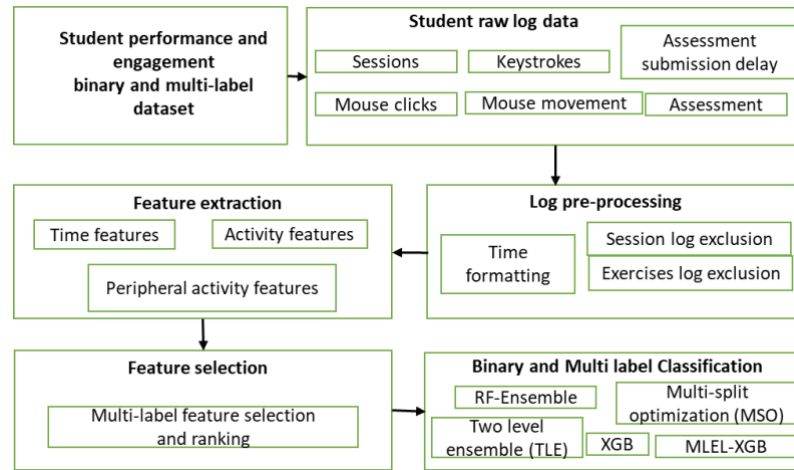 Student performance and
engagement
binary and multi-label
dataset
Student raw log data
Sessions
Keystrokes
Assessment
submission delay
Mouse clicks
Mouse movement
Assessment
Feature extraction
Time features
Activity features
Peripheral activity features
Log pre-processing
Time
formatting
Session log exclusion
Exercises log exclusion
Feature selection
Multi-label feature selection
and ranking
Binary and Multi label Classification
RF-Ensemble
Multi-split
optimization (MSO)
Two level
ensemble (TLE)
XGB
MLEL-XGB